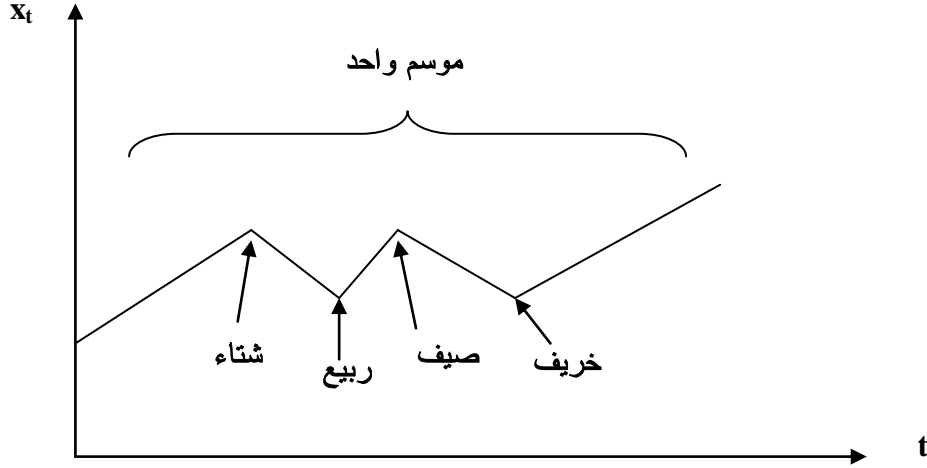 xt
موسم واحد
شتاء
ربيع
صيف
خريف
t